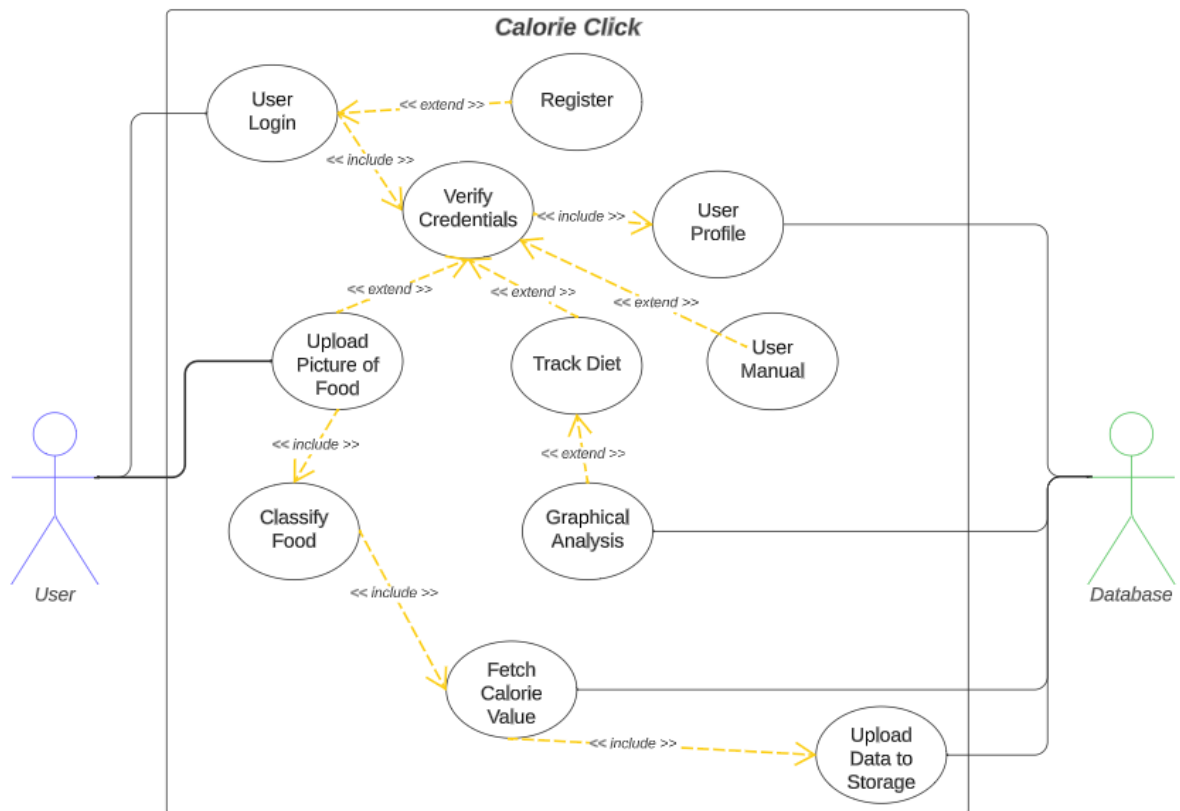 Calorie Click
User
Login
<< extend >>
Register
<< include >>
Verify
Credentials
<< include >>
User
Profile
<< extend >>
<< extend >>
<< extend >>
Upload
Picture of
Food
Track Diet
User
Manual
<< include >>
<< extend >>
Classify
Food
Graphical
Analysis
User
Database
<< include >>
Fetch
Calorie
Value
<< include >>
Upload
Data to
Storage